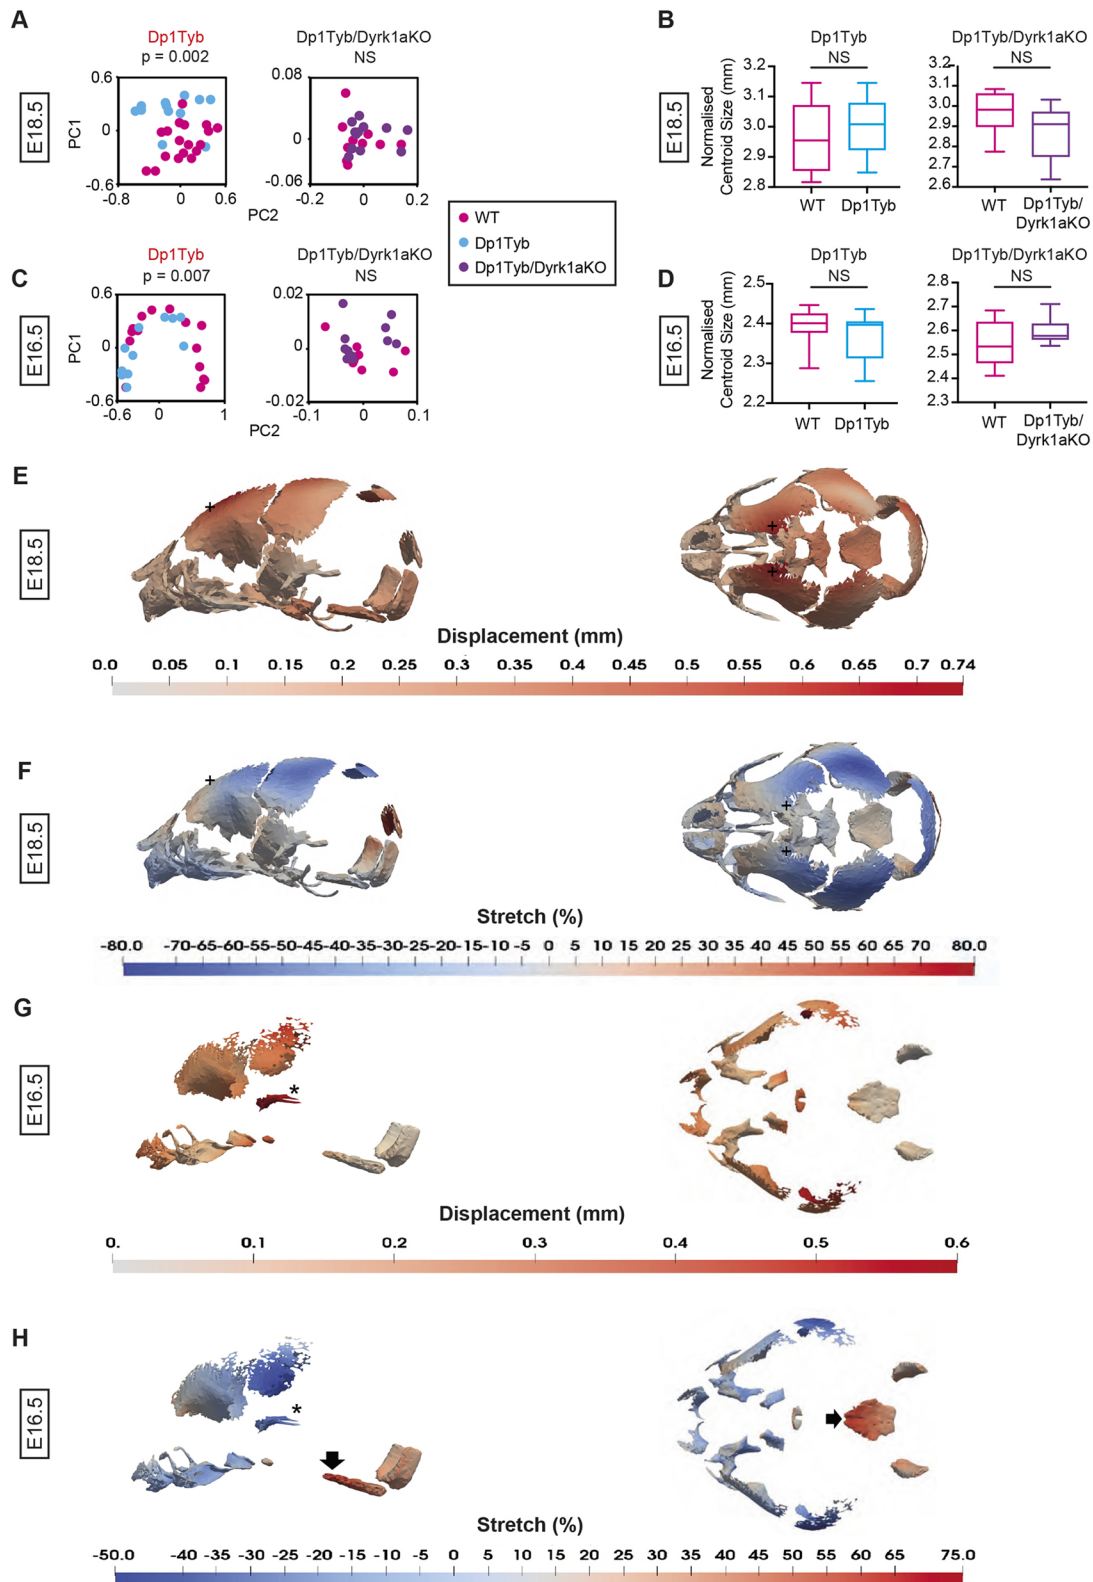 A
Dp1Tyb
p = 0.002
Dp1Tyb/Dyrk1aKO
NS
E18.5
PC1
0.6
0
-0.6
-0.8 0 0.6
0.08
0
-0.06
-0.2 0 0.2
PC2
B
Dp1Tyb
NS
Dp1Tyb/Dyrk1aKO
NS
E18.5
Normalised
Centroid Size (mm)
3.2
3.1
3.0
2.9
2.8
WT Dp1Tyb
3.2
3.1
3.0
2.9
2.8
2.7
2.6
WT Dp1Tyb/
Dyrk1aKO
WT
Dp1Tyb
Dp1Tyb/Dyrk1aKO
C
Dp1Tyb
p = 0.007
Dp1Tyb/Dyrk1aKO
NS
E16.5
PC1
0.6
0
-0.6
-0.6 0 1
0.02
0
-0.02
-0.1 0 0.1
PC2
D
Dp1Tyb
NS
Dp1Tyb/Dyrk1aKO
NS
E16.5
Normalised
Centroid Size (mm)
2.5
2.4
2.3
2.2
WT Dp1Tyb
2.8
2.7
2.6
2.5
2.4
2.3
WT Dp1Tyb/
Dyrk1aKO
E
E18.5
+
+
+
Displacement (mm)
0.0 0.05 0.1 0.15 0.2 0.25 0.3 0.35 0.4 0.45 0.5 0.55 0.6 0.65 0.7 0.74
F
E18.5
+
+
+
Stretch (%)
-80.0 -70-65-60-55-50-45-40-35-30-25-20-15-10 -5 0 5 10 15 20 25 30 35 40 45 50 55 60 65 70 80.0
G
E16.5
*
Displacement (mm)
0. 0.1 0.2 0.3 0.4 0.5 0.6
H
E16.5
*
Stretch (%)
-50.0 -40 -35 -30 -25 -20 -15 -10 -5 0 5 10 15 20 25 30 35 40 45 50 55 60 65 75.0